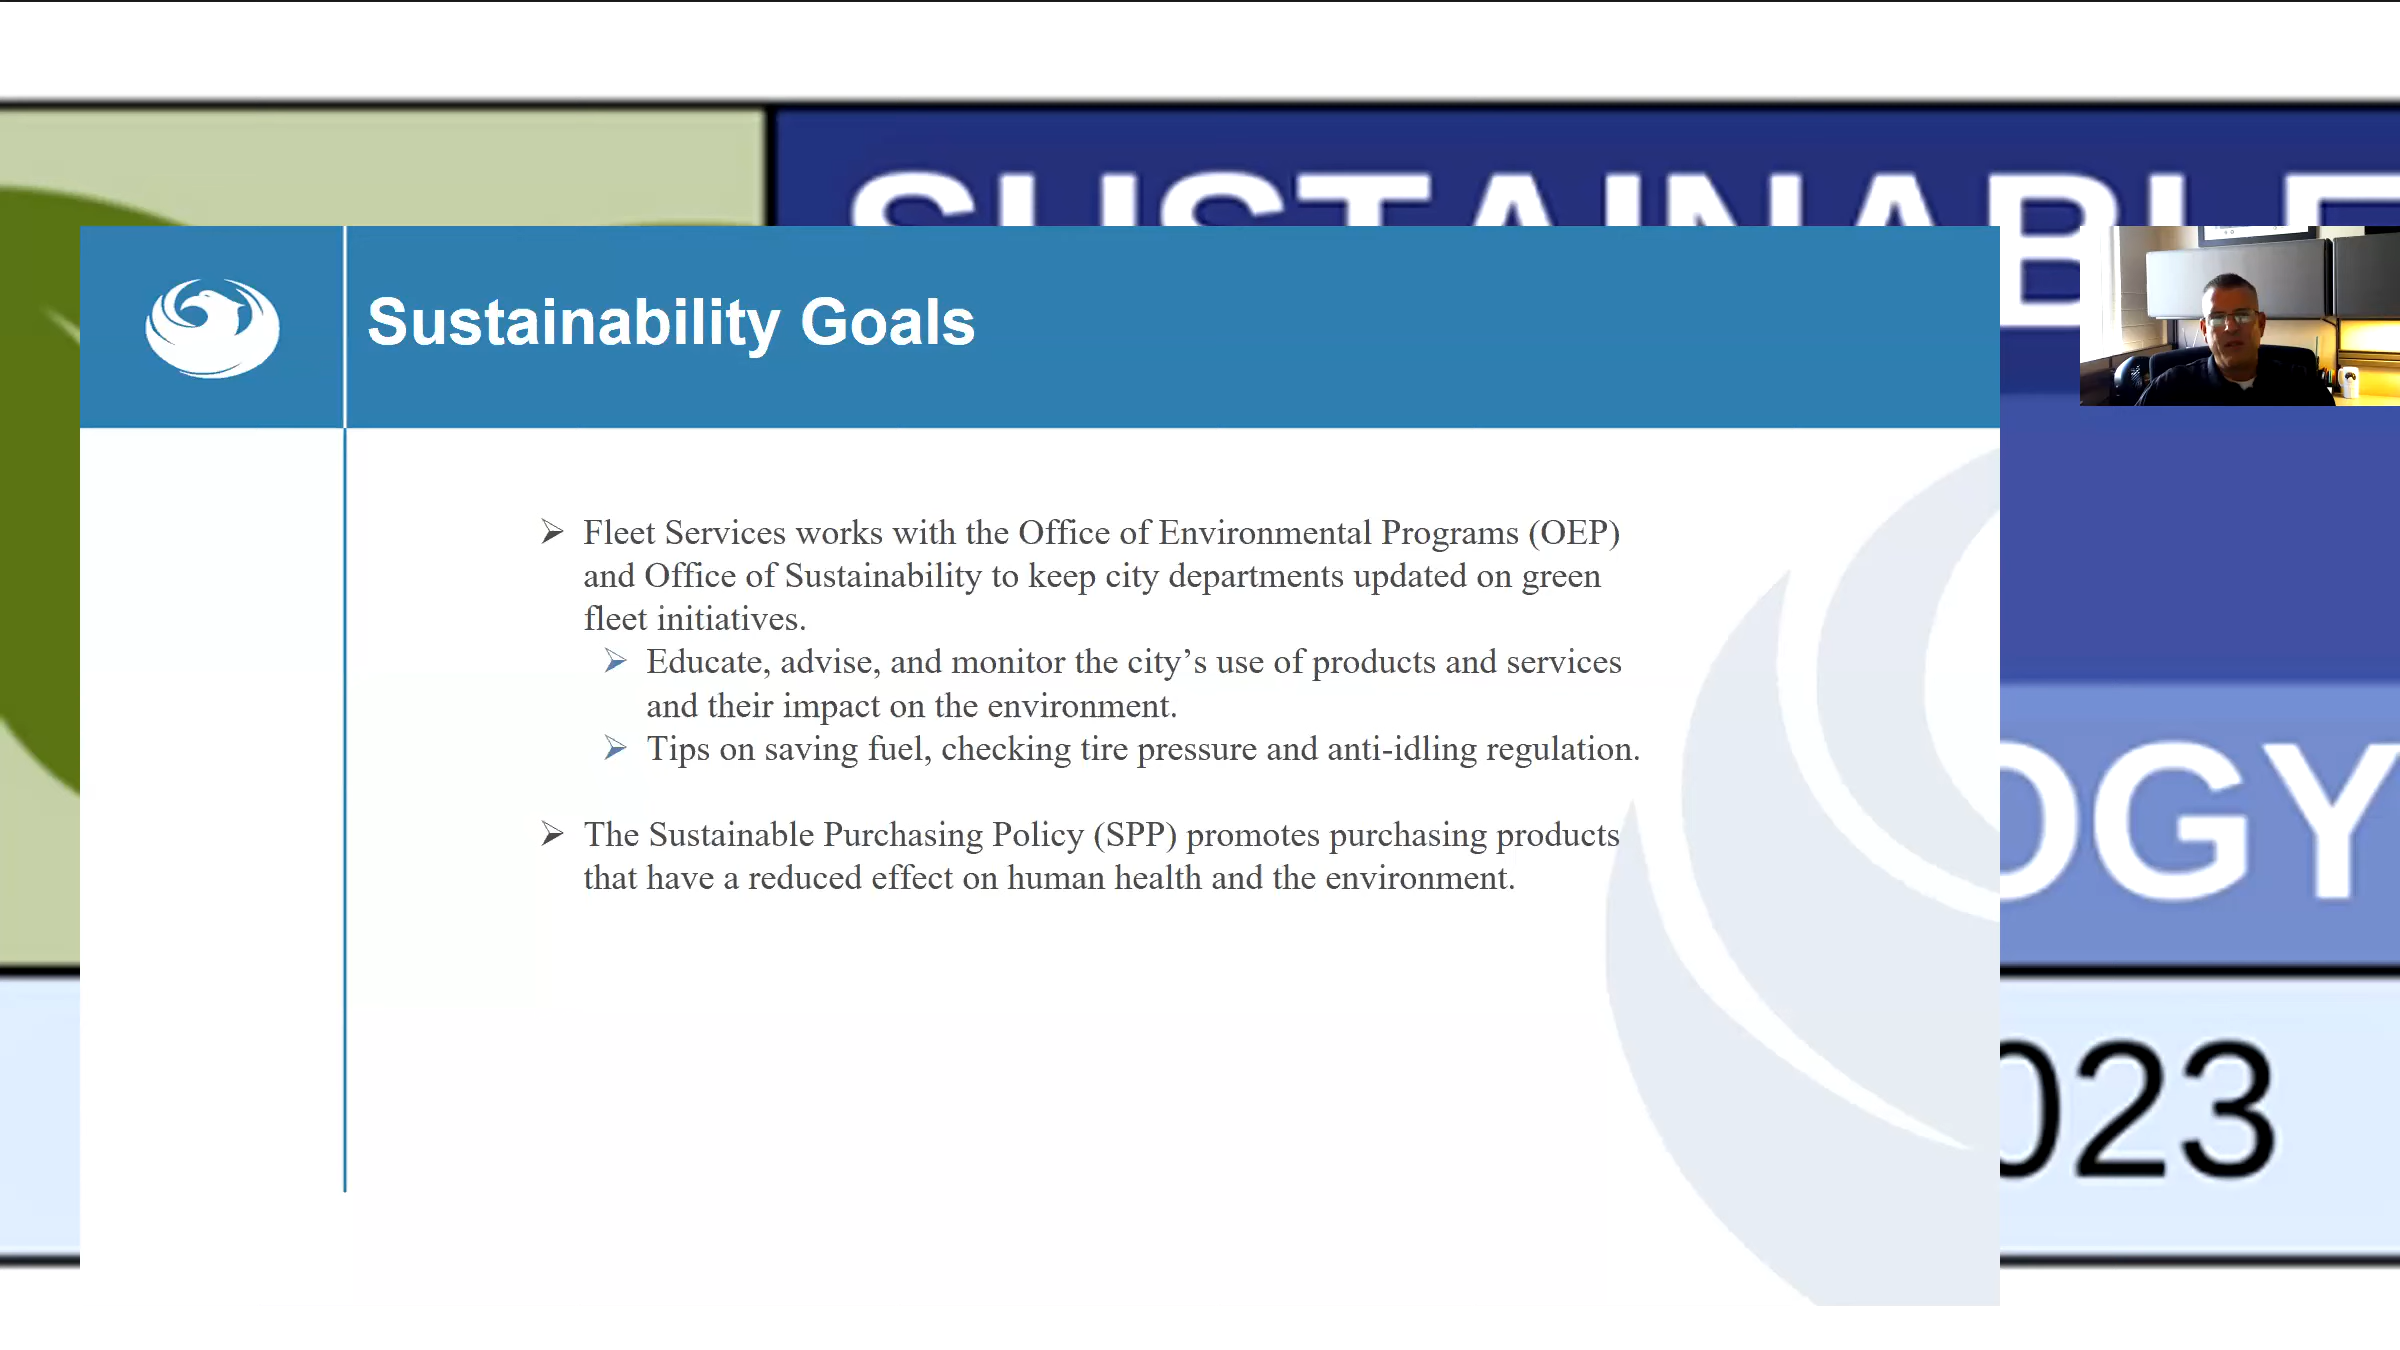 SUSTAINABLE
Sustainability Goals
➢ Fleet Services works with the Office of Environmental Programs (OEP)
and Office of Sustainability to keep city departments updated on green
fleet initiatives.
➢ Educate, advise, and monitor the city’s use of products and services
and their impact on the environment.
➢ Tips on saving fuel, checking tire pressure and anti-idling regulation.
➢ The Sustainable Purchasing Policy (SPP) promotes purchasing products
that have a reduced effect on human health and the environment.
OGY
023